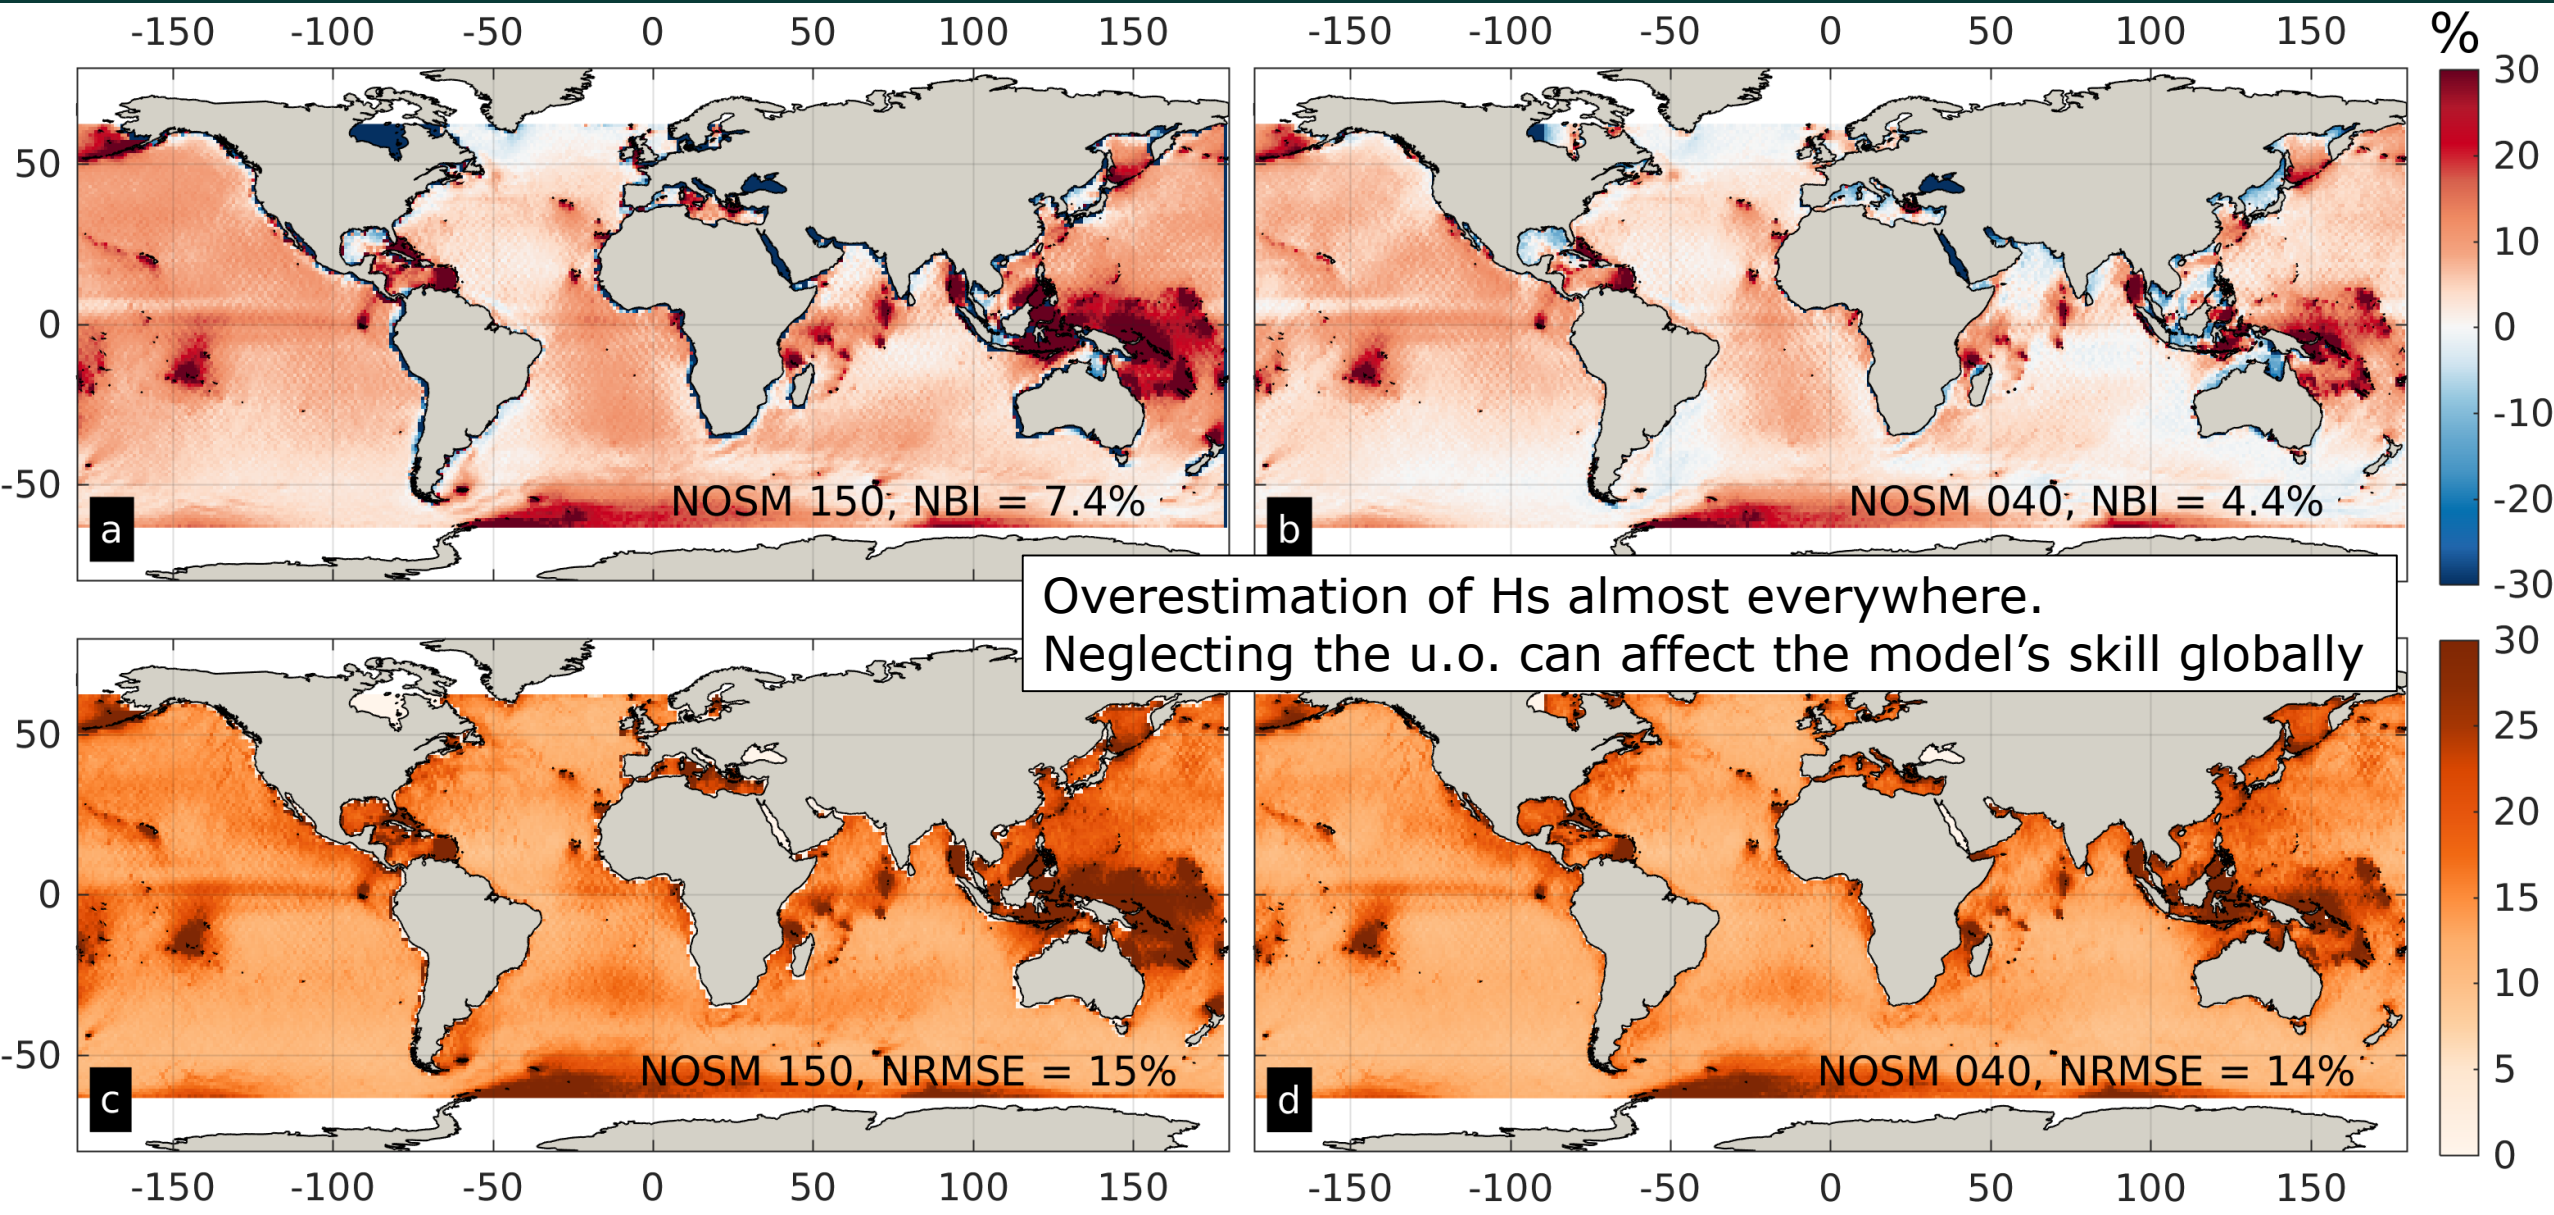 -150 -100 -50 0 50 100 150
-150 -100 -50 0 50 100 150
%
50
0
-50
a
NOSM 150, NBI = 7.4%
b
NOSM 040, NBI = 4.4%
30
20
10
0
-10
-20
-30
Overestimation of Hs almost everywhere.
Neglecting the u.o. can affect the model’s skill globally
50
0
-50
c
NOSM 150, NRMSE = 15%
d
NOSM 040, NRMSE = 14%
30
25
20
15
10
5
0
-150 -100 -50 0 50 100 150
-150 -100 -50 0 50 100 150